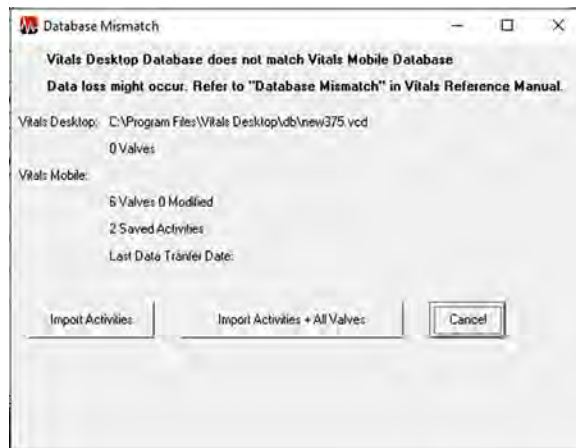 Database Mismatch
Vitals Desktop Database does not match Vitals Mobile Database
Data loss might occur. Refer to "Database Mismatch" in Vitals Reference Manual.
Vitals Desktop: C:\Program Files\Vitals Desktop\db\new375.vcd
0 Valves
Vitals Mobile:
6 Valves 0 Modified
2 Saved Activities
Last Data Tranfer Date:
Import Activities Import Activities + All Valves Cancel